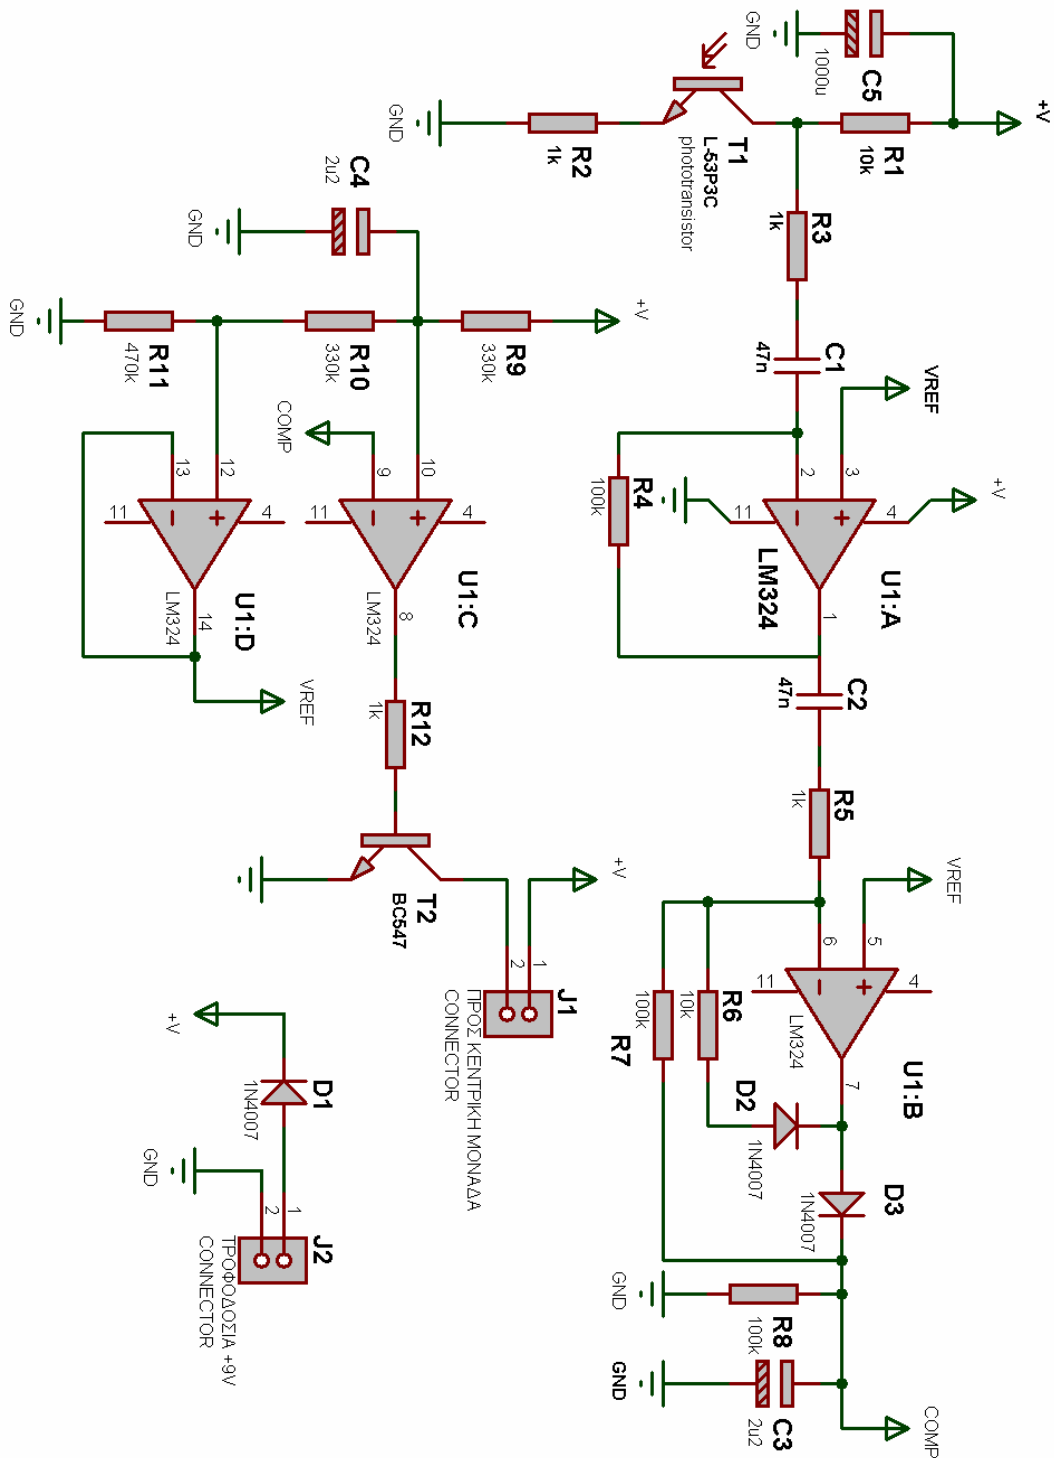 +V
C5
1000u
GND
R1
10k
T1
L-53P3C
phototransistor
R2
1k
GND
R3
1k
C1
47n
VREF
3
2
+V
4
11
U1:A
LM324
1
R4
100k
C2
47n
R5
1k
VREF
5
6
4
11
U1:B
LM324
7
R6
10k
R7
100k
D2
1N4007
D3
1N4007
GND
R8
100k
GND
C3
2u2
COMP
C4
2u2
GND
+V
R9
330k
R10
330k
R11
470k
GND
COMP
10
9
4
11
U1:C
LM324
8
12
13
4
11
U1:D
LM324
14
VREF
R12
1k
T2
BC547
+V
1
2
J1
ΠΡΟΣ ΚΕΝΤΡΙΚΗ ΜΟΝΑΔΑ
CONNECTOR
+V
D1
1N4007
GND
1
2
J2
ΤΡΟΦΟΔΟΣΙΑ +9V
CONNECTOR